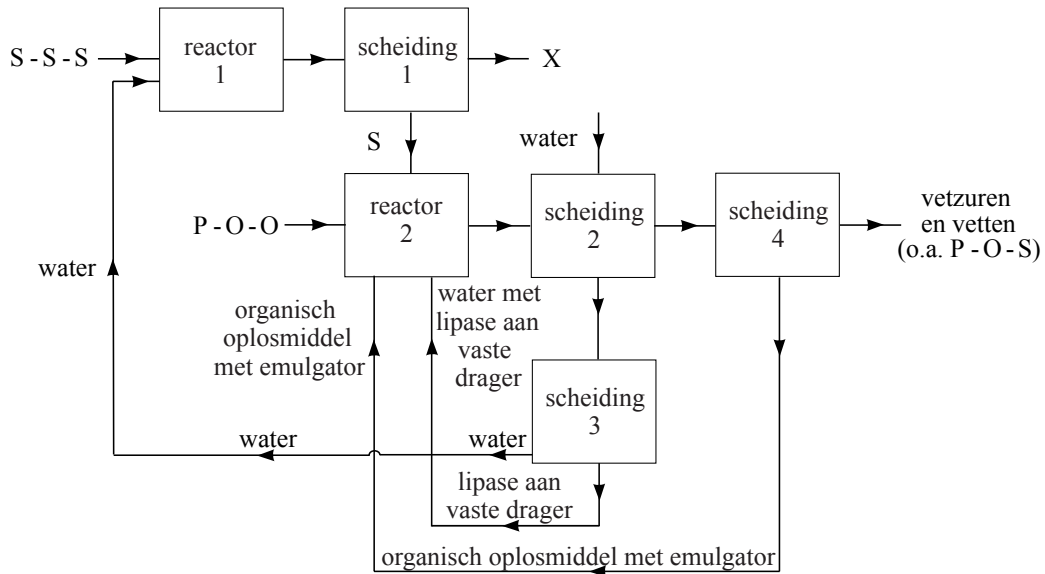 S - S - S
reactor
1
scheiding
1
X
S
water
P - O - O
reactor
2
scheiding
2
scheiding
4
vetzuren
en vetten
(o.a. P - O - S)
water
organisch
oplosmiddel
met emulgator
water met
lipase aan
vaste
drager
scheiding
3
water
water
lipase aan
vaste drager
organisch oplosmiddel met emulgator